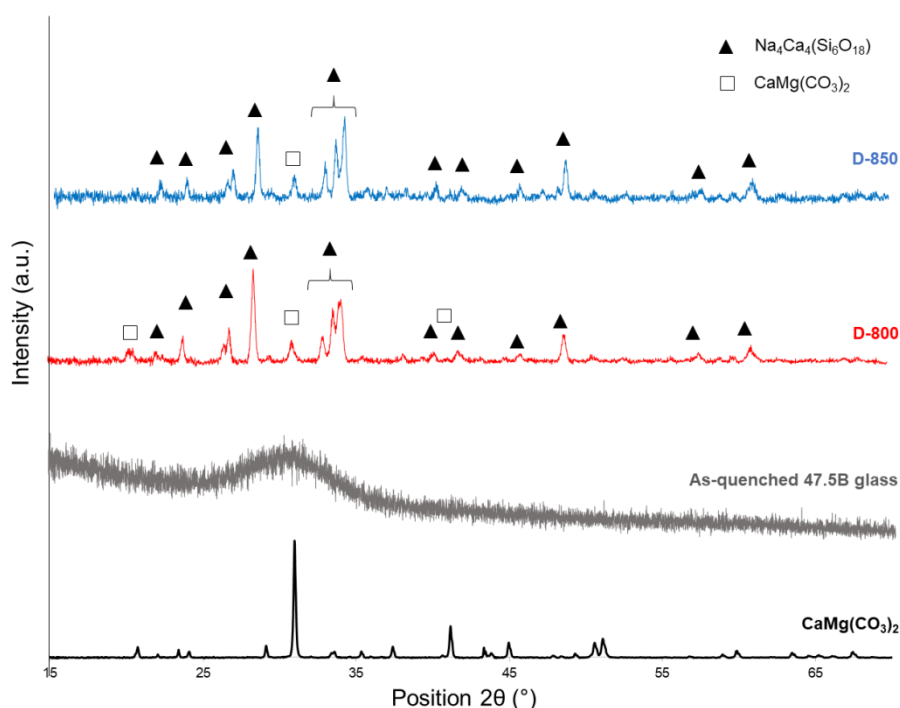 Na₄Ca₄(Si₆O₁₈)
CaMg(CO₃)₂
D-850
D-800
As-quenched 47.5B glass
CaMg(CO₃)₂
Intensity (a.u.)
15 25 35 45 55 65
Position 2θ (°)